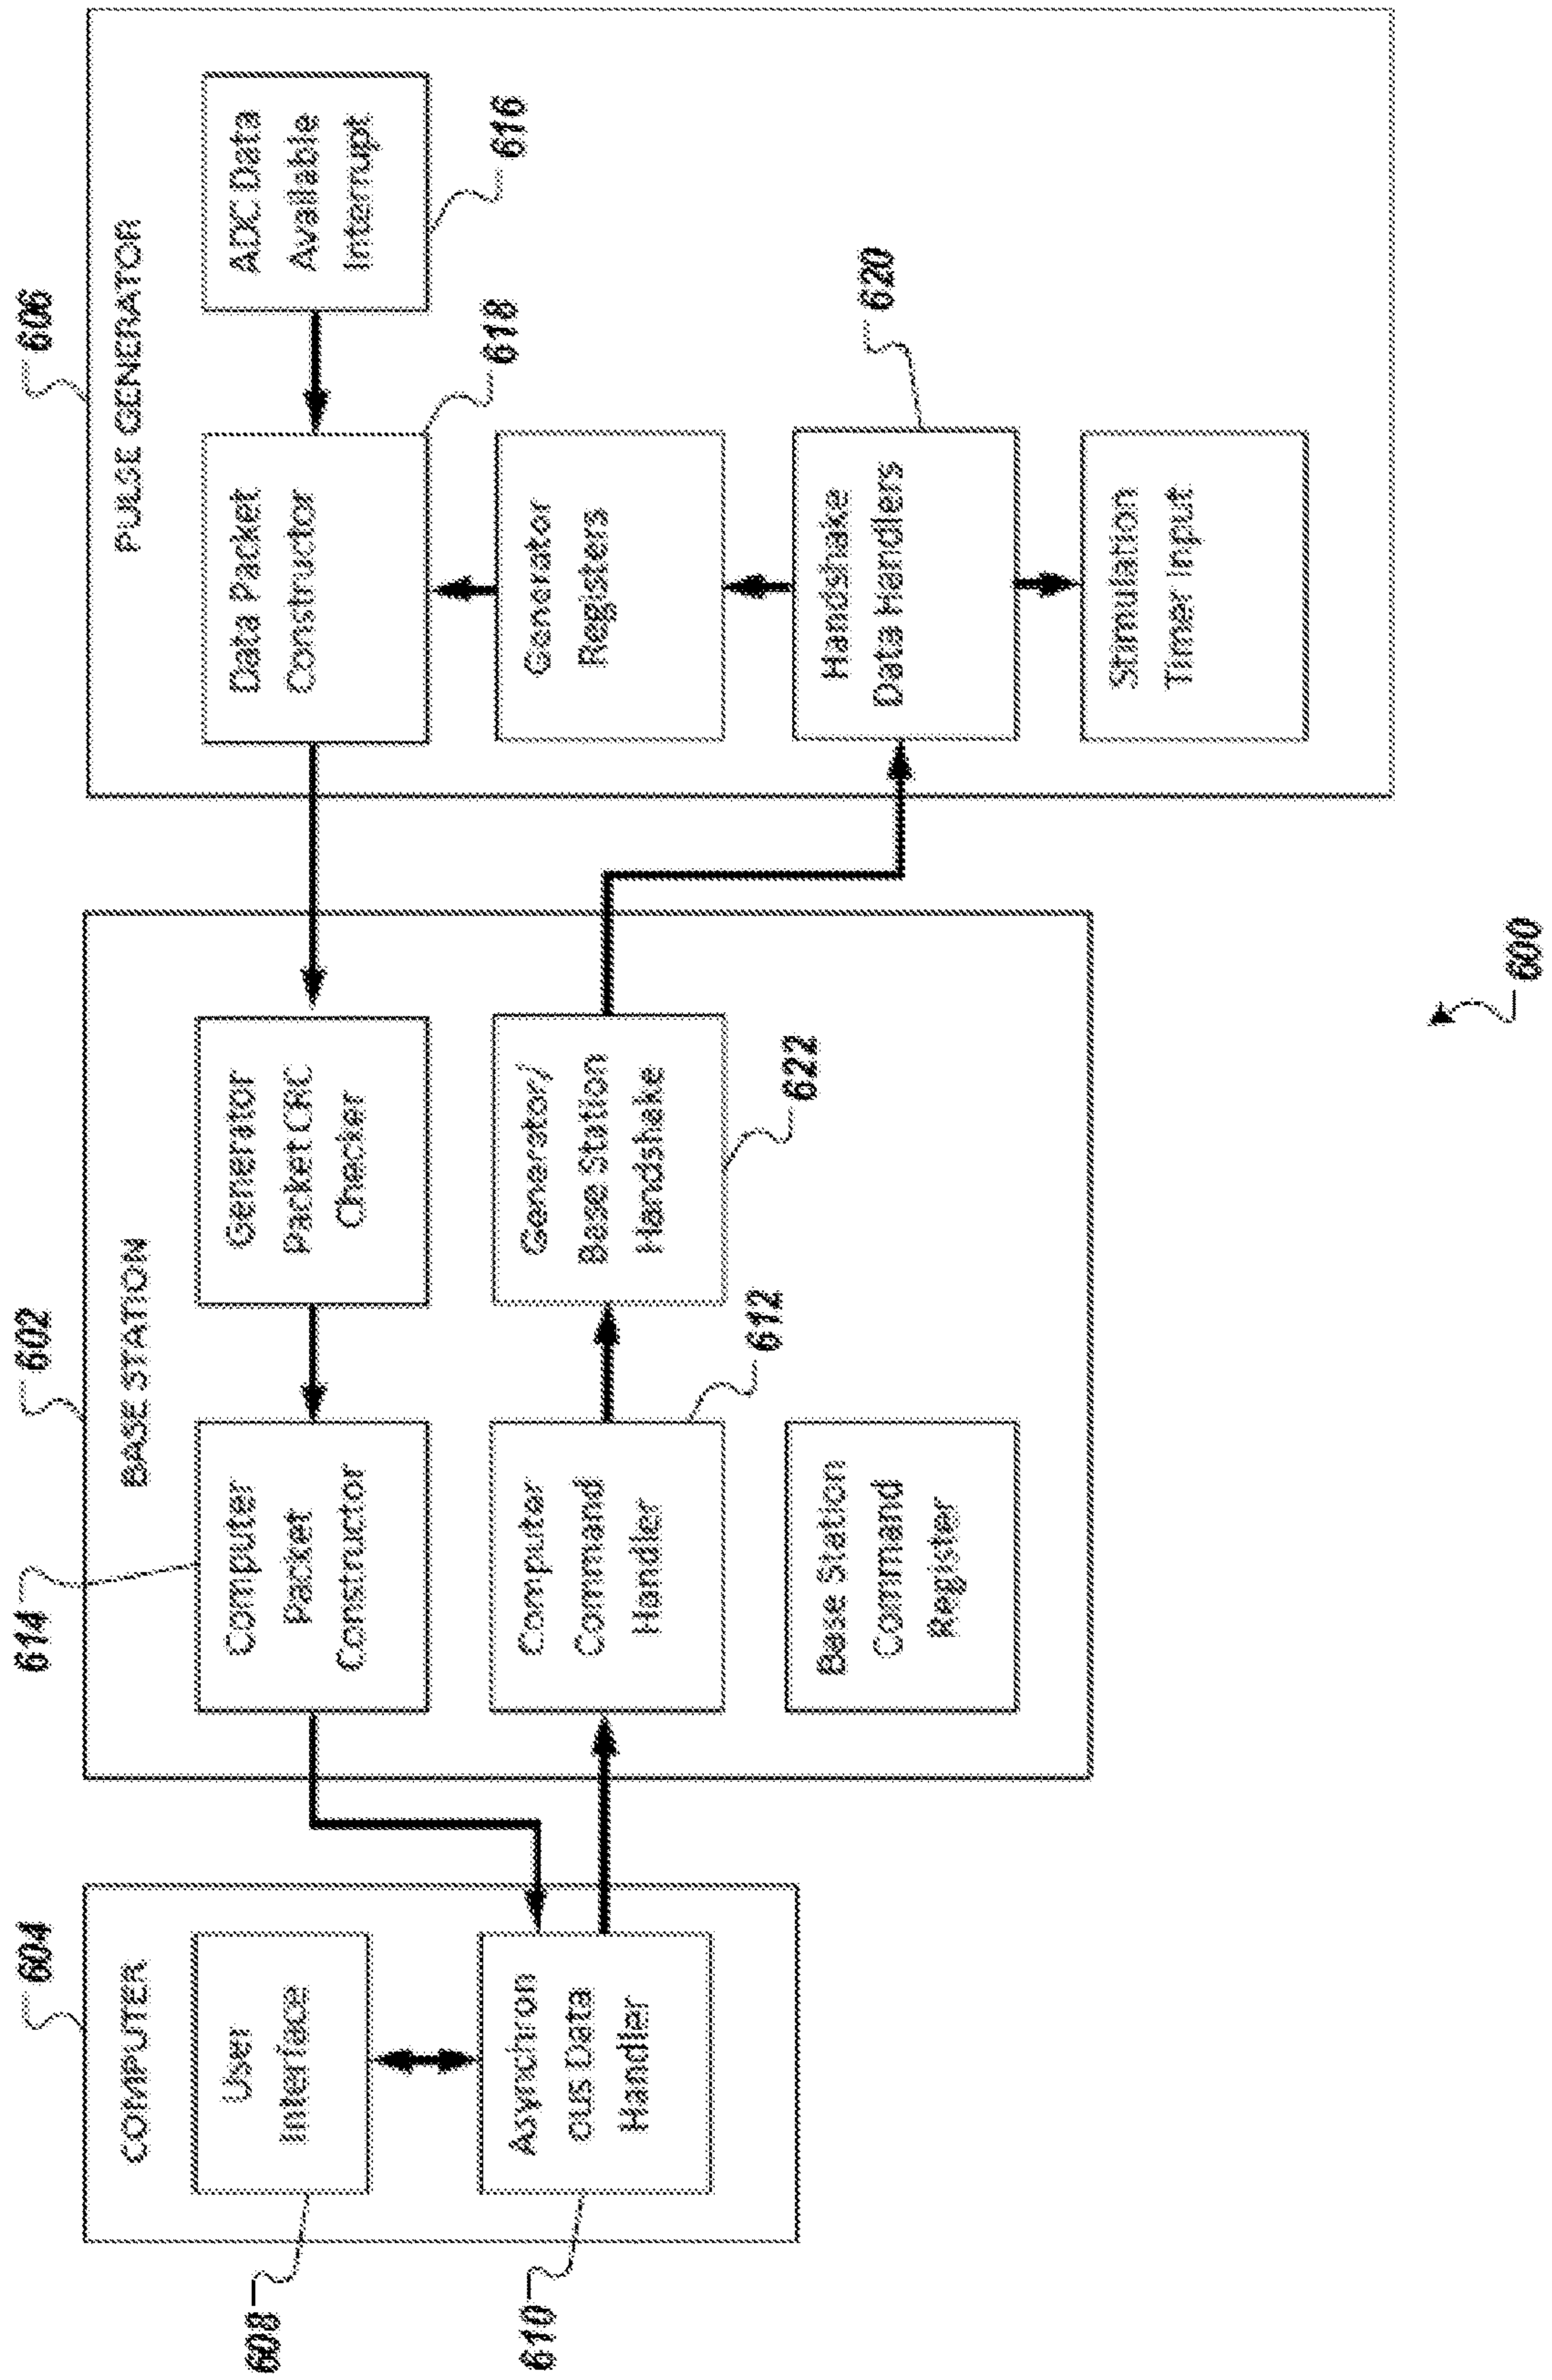 604
COMPUTER
User
Interface
608
Asynchron
ous Data
Handler
610
602
BASE STATION
614
Computer
Packet
Constructor
Generator
Packet CRC
Checker
Computer
Command
Handler
612
Generator/
Base Station
Handshake
622
Base Station
Command
Register
606
PULSE GENERATOR
Data Packet
Constructor
618
ADC Data
Available
Interrupt
616
Generator
Registers
Handshake
Data Handlers
620
Stimulation
Timer Input
600